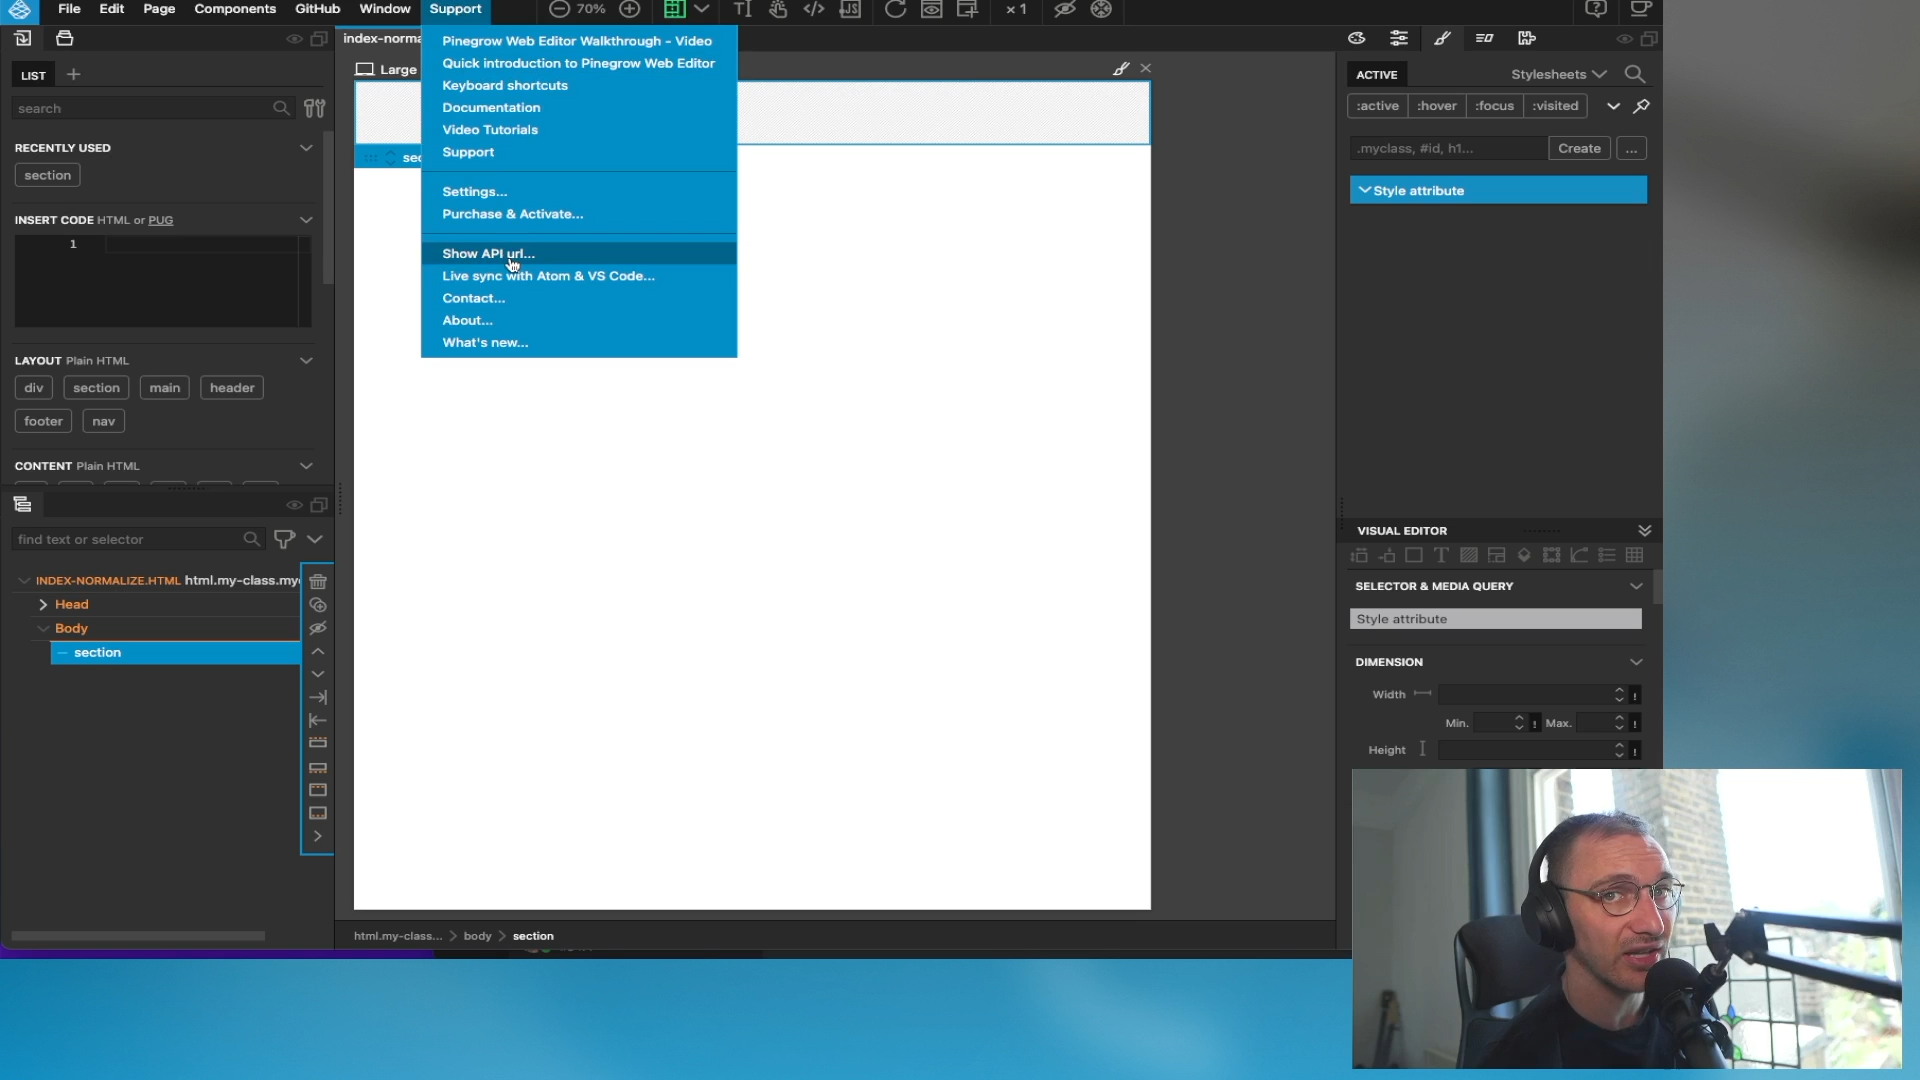 File Edit Page Components GitHub Window Support 70% x 1
index-norma
LIST
search
RECENTLY USED
section
INSERT CODE HTML or PUG
1
LAYOUT Plain HTML
div section main header
footer nav
CONTENT Plain HTML
find text or selector
INDEX-NORMALIZE.HTML html.my-class.my
Head
Body
section
Large
sec
Pinegrow Web Editor Walkthrough - Video
Quick introduction to Pinegrow Web Editor
Keyboard shortcuts
Documentation
Video Tutorials
Support
Settings...
Purchase & Activate...
Show API url...
Live sync with Atom & VS Code...
Contact...
About...
What's new...
html.my-class... body section
ACTIVE Stylesheets
:active :hover :focus :visited
.myclass, #id, h1... Create ...
Style attribute
VISUAL EDITOR
SELECTOR & MEDIA QUERY
Style attribute
DIMENSION
Width !
Min. ! Max. !
Height !